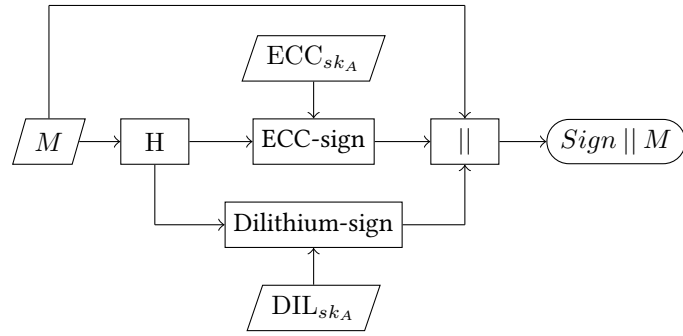 ECC_{sk_A}
M
H
ECC-sign
||
Sign || M
Dilithium-sign
DIL_{sk_A}